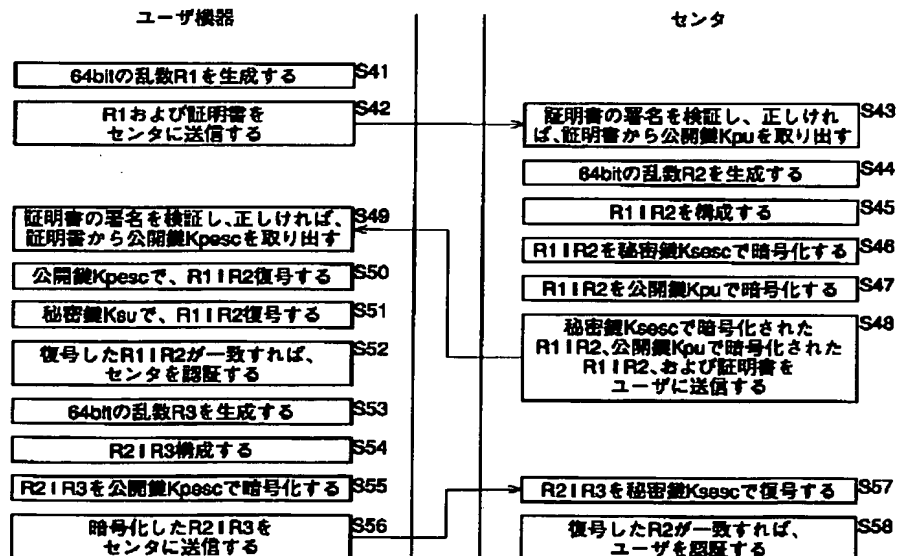 ユーザ機器
センタ
64bitの乱数R1を生成する
S41
R1および証明書を
センタに送信する
S42
証明書の署名を検証し、正しけれ
ば、証明書から公開鍵Kpuを取り出す
S43
64bitの乱数R2を生成する
S44
R1||R2を構成する
S45
R1||R2を秘密鍵Ksescで暗号化する
S46
R1||R2を公開鍵Kpuで暗号化する
S47
秘密鍵Ksescで暗号化された
R1||R2、公開鍵Kpuで暗号化された
R1||R2、および証明書を
ユーザに送信する
S48
証明書の署名を検証し、正しければ、
証明書から公開鍵Kpescを取り出す
S49
公開鍵Kpescで、R1||R2復号する
S50
秘密鍵Ksuで、R1||R2復号する
S51
復号したR1||R2が一致すれば、
センタを認証する
S52
64bitの乱数R3を生成する
S53
R2||R3構成する
S54
R2||R3を公開鍵Kpescで暗号化する
S55
暗号化したR2||R3を
センタに送信する
S56
R2||R3を秘密鍵Ksescで復号する
S57
復号したR2が一致すれば、
ユーザを認証する
S58